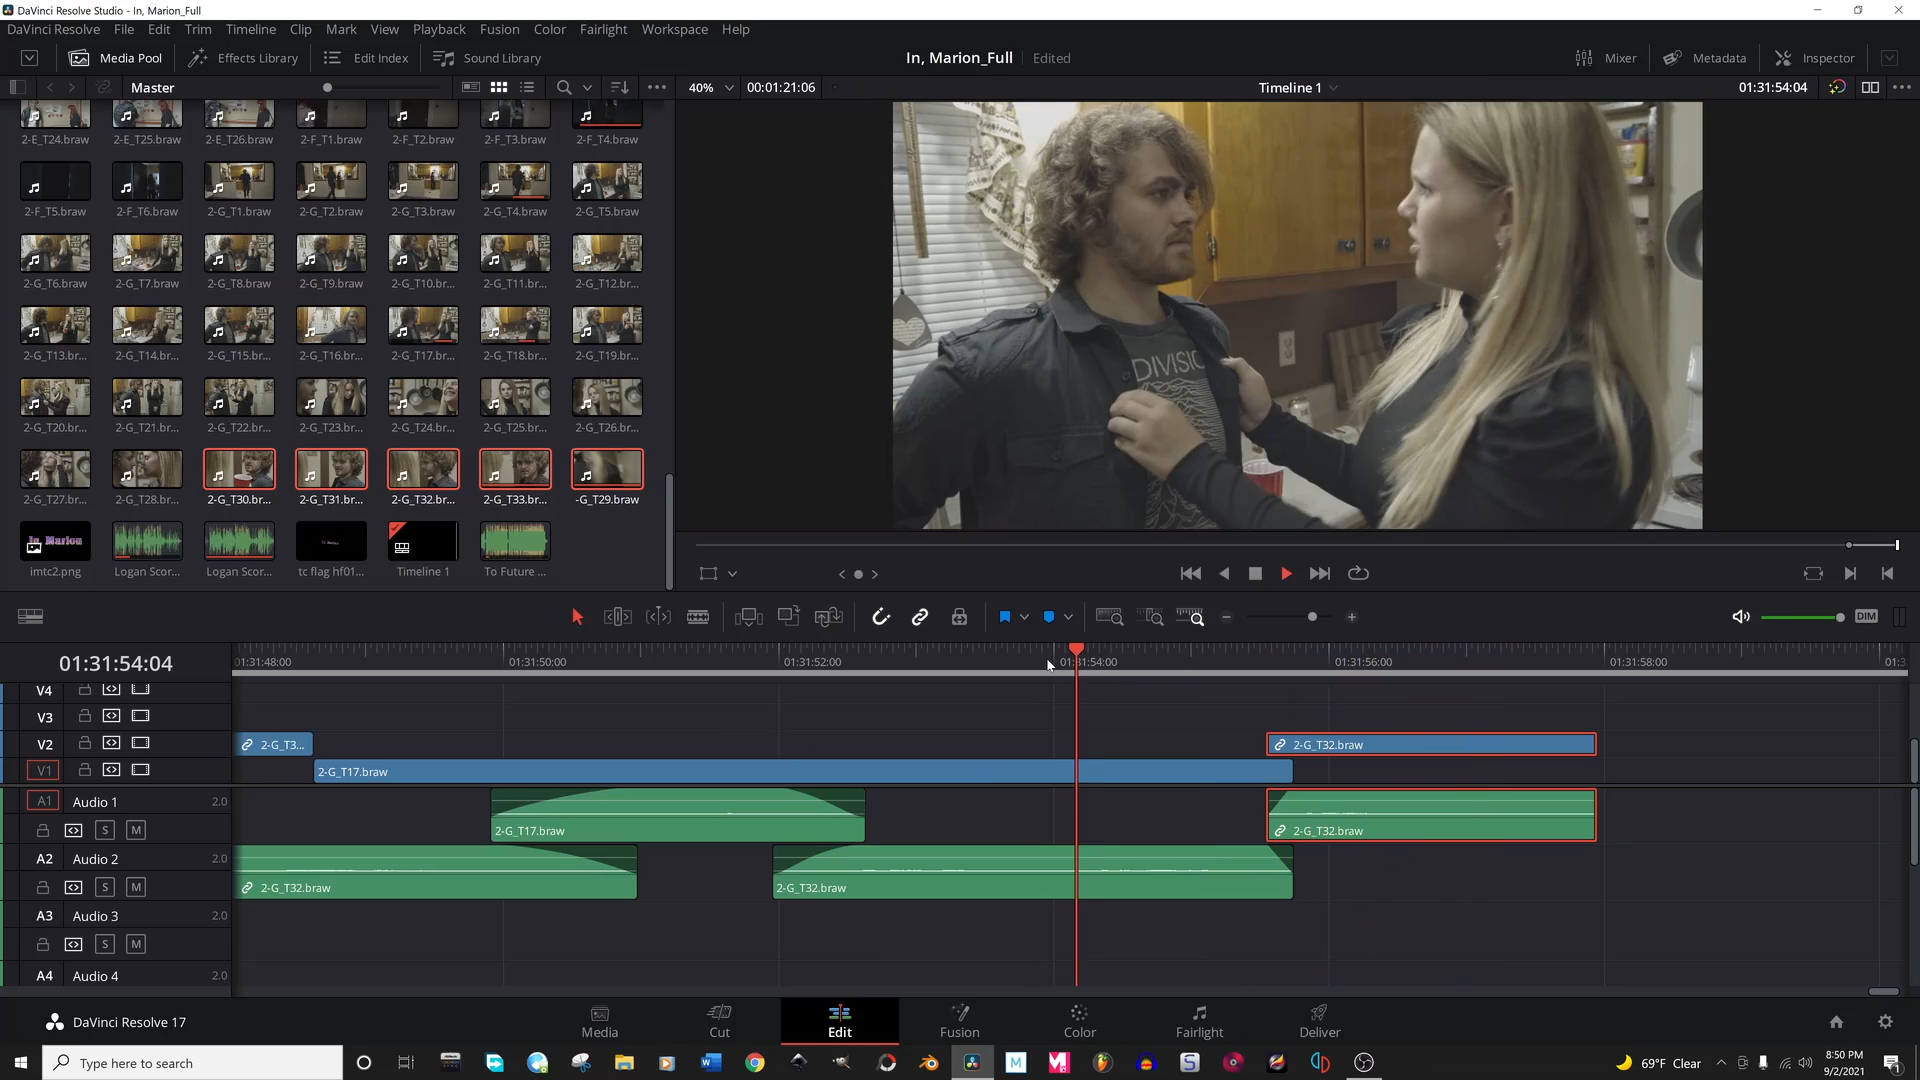 DaVinci Resolve Studio - In, Marion_Full
DaVinci Resolve File Edit Trim Timeline Clip Mark View Playback Fusion Color Fairlight Workspace Help
Media Pool Effects Library Edit Index Sound Library In, Marion_Full Edited Mixer Metadata Inspector
Master 40% 00:01:21:06 Timeline 1 01:31:54:04
2-E_T24.braw 2-E_T25.braw 2-E_T26.braw 2-F_T1.braw 2-F_T2.braw 2-F_T3.braw 2-F_T4.braw
2-F_T5.braw 2-F_T6.braw 2-G_T1.braw 2-G_T2.braw 2-G_T3.braw 2-G_T4.braw 2-G_T5.braw
2-G_T6.braw 2-G_T7.braw 2-G_T8.braw 2-G_T9.braw 2-G_T10.br... 2-G_T11.br... 2-G_T12.br...
2-G_T13.br... 2-G_T14.br... 2-G_T15.br... 2-G_T16.br... 2-G_T17.br... 2-G_T18.br... 2-G_T19.br...
2-G_T20.br... 2-G_T21.br... 2-G_T22.br... 2-G_T23.br... 2-G_T24.br... 2-G_T25.br... 2-G_T26.br...
2-G_T27.br... 2-G_T28.br... 2-G_T30.br... 2-G_T31.br... 2-G_T32.br... 2-G_T33.br... -G_T29.braw
In, Marion
imtc2.png Logan Scor... Logan Scor... tc flag hf01... Timeline 1 To Future ...
DIVISIO
DIM
01:31:54:04 01:31:48:00 01:31:50:00 01:31:52:00 01:31:54:00 01:31:56:00 01:31:58:00 01:3
V4
V3
V2 2-G_T3... 2-G_T32.braw
V1 2-G_T17.braw
A1 Audio 1 2.0
S M 2-G_T17.braw 2-G_T32.braw
A2 Audio 2 2.0
S M 2-G_T32.braw 2-G_T32.braw
A3 Audio 3 2.0
S M
A4 Audio 4 2.0
DaVinci Resolve 17 Media Cut Edit Fusion Color Fairlight Deliver
Type here to search 69°F Clear 8:50 PM
9/2/2021